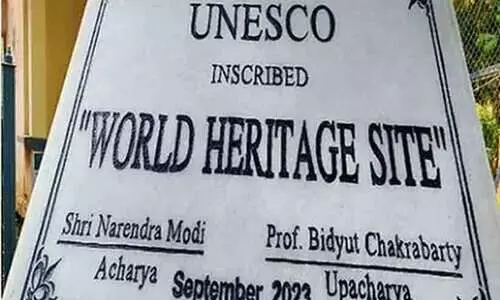 UNESCO
INSCRIBED
"WORLD HERITAGE SITE"
Shri Narendra Modi Prof. Bidyut Chakrabarty
Acharya Upacharya
September 2023